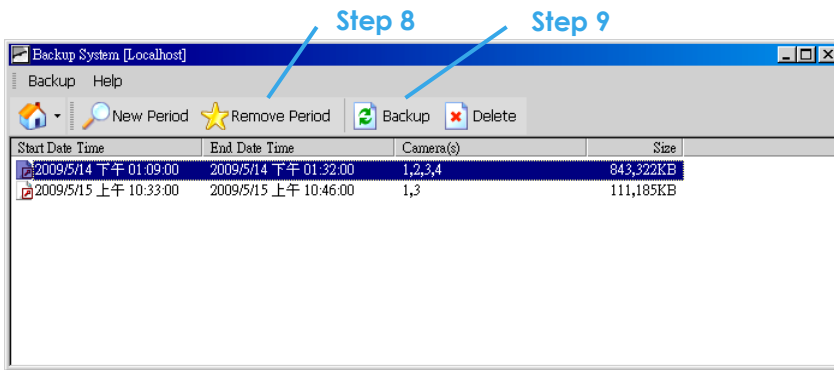 Step 8 Step 9
Backup System [Localhost]
Backup Help
New Period Remove Period Backup Delete
Start Date Time End Date Time Camera(s) Size
2009/5/14 下午 01:09:00 2009/5/14 下午 01:32:00 1,2,3,4 843,322KB
2009/5/15 上午 10:33:00 2009/5/15 上午 10:46:00 1,3 111,185KB